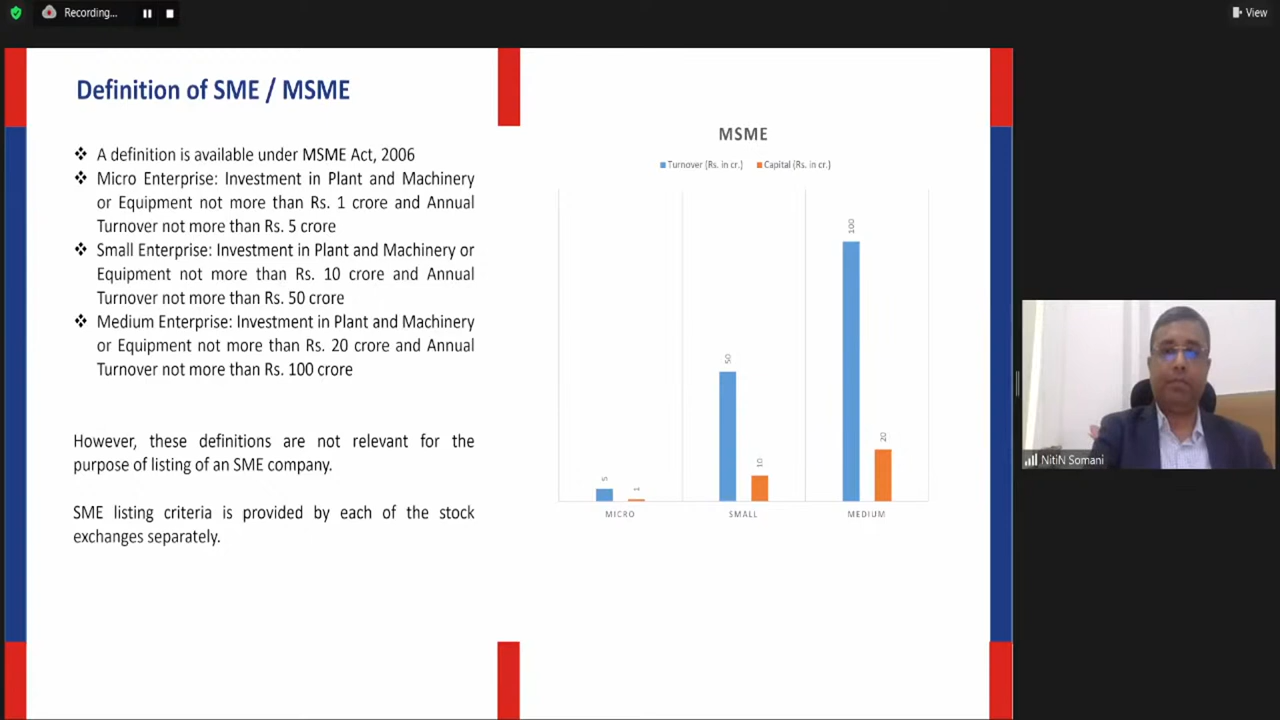 Recording...
View
Definition of SME / MSME
❖ A definition is available under MSME Act, 2006
❖ Micro Enterprise: Investment in Plant and Machinery
or Equipment not more than Rs. 1 crore and Annual
Turnover not more than Rs. 5 crore
❖ Small Enterprise: Investment in Plant and Machinery or
Equipment not more than Rs. 10 crore and Annual
Turnover not more than Rs. 50 crore
❖ Medium Enterprise: Investment in Plant and Machinery
or Equipment not more than Rs. 20 crore and Annual
Turnover not more than Rs. 100 crore
However, these definitions are not relevant for the
purpose of listing of an SME company.
SME listing criteria is provided by each of the stock
exchanges separately.
MSME
Turnover (Rs. in cr.) Capital (Rs. in cr.)
5
1
50
10
100
20
MICRO SMALL MEDIUM
NitiN Somani